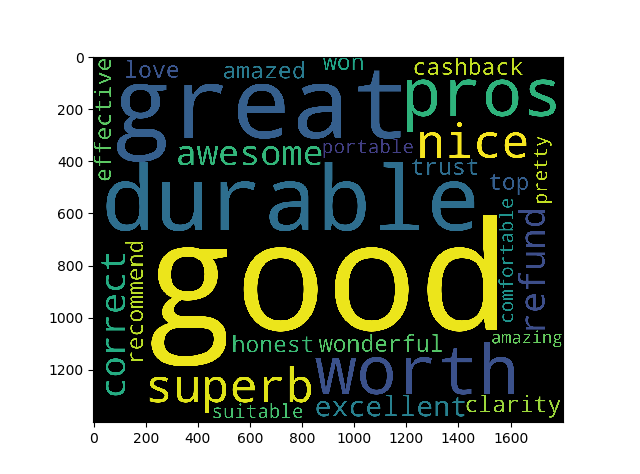 0
200
400
600
800
1000
1200
effective
love
amazed
won
cashback
great
pros
awesome
portable
nice
trust
top
pretty
durable
comfortable
refund
good
correct
recommend
honest
wonderful
amazing
superb
worth
suitable
excellent
clarity
0 200 400 600 800 1000 1200 1400 1600